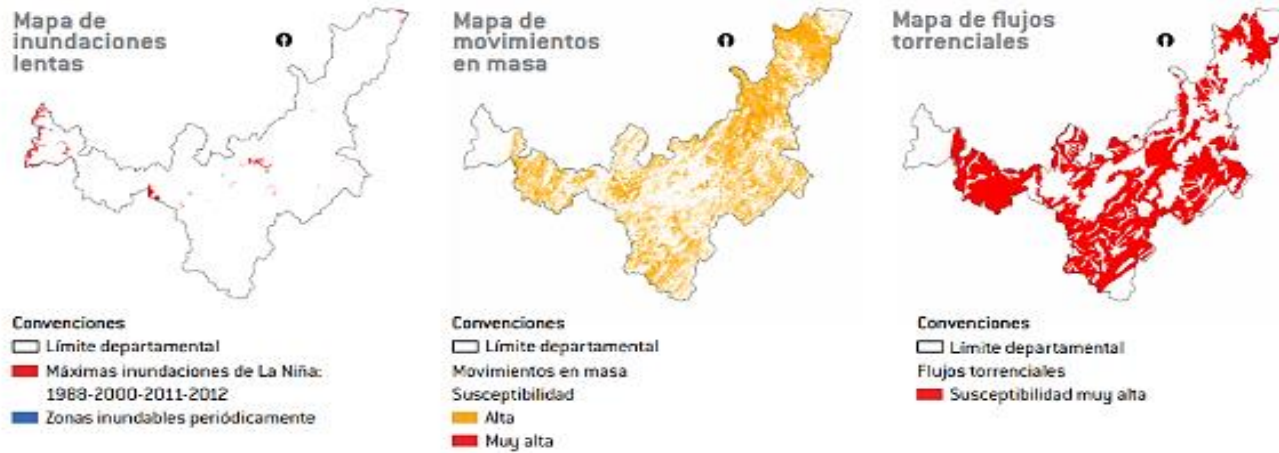 Mapa de
inundaciones
lentas
Convenciones
Límite departamental
Máximas inundaciones de La Niña:
1988-2000-2011-2012
Zonas inundables periódicamente
Mapa de
movimientos
en masa
Convenciones
Límite departamental
Movimientos en masa
Susceptibilidad
Alta
Muy alta
Mapa de flujos
torrenciales
Convenciones
Límite departamental
Flujos torrenciales
Susceptibilidad muy alta